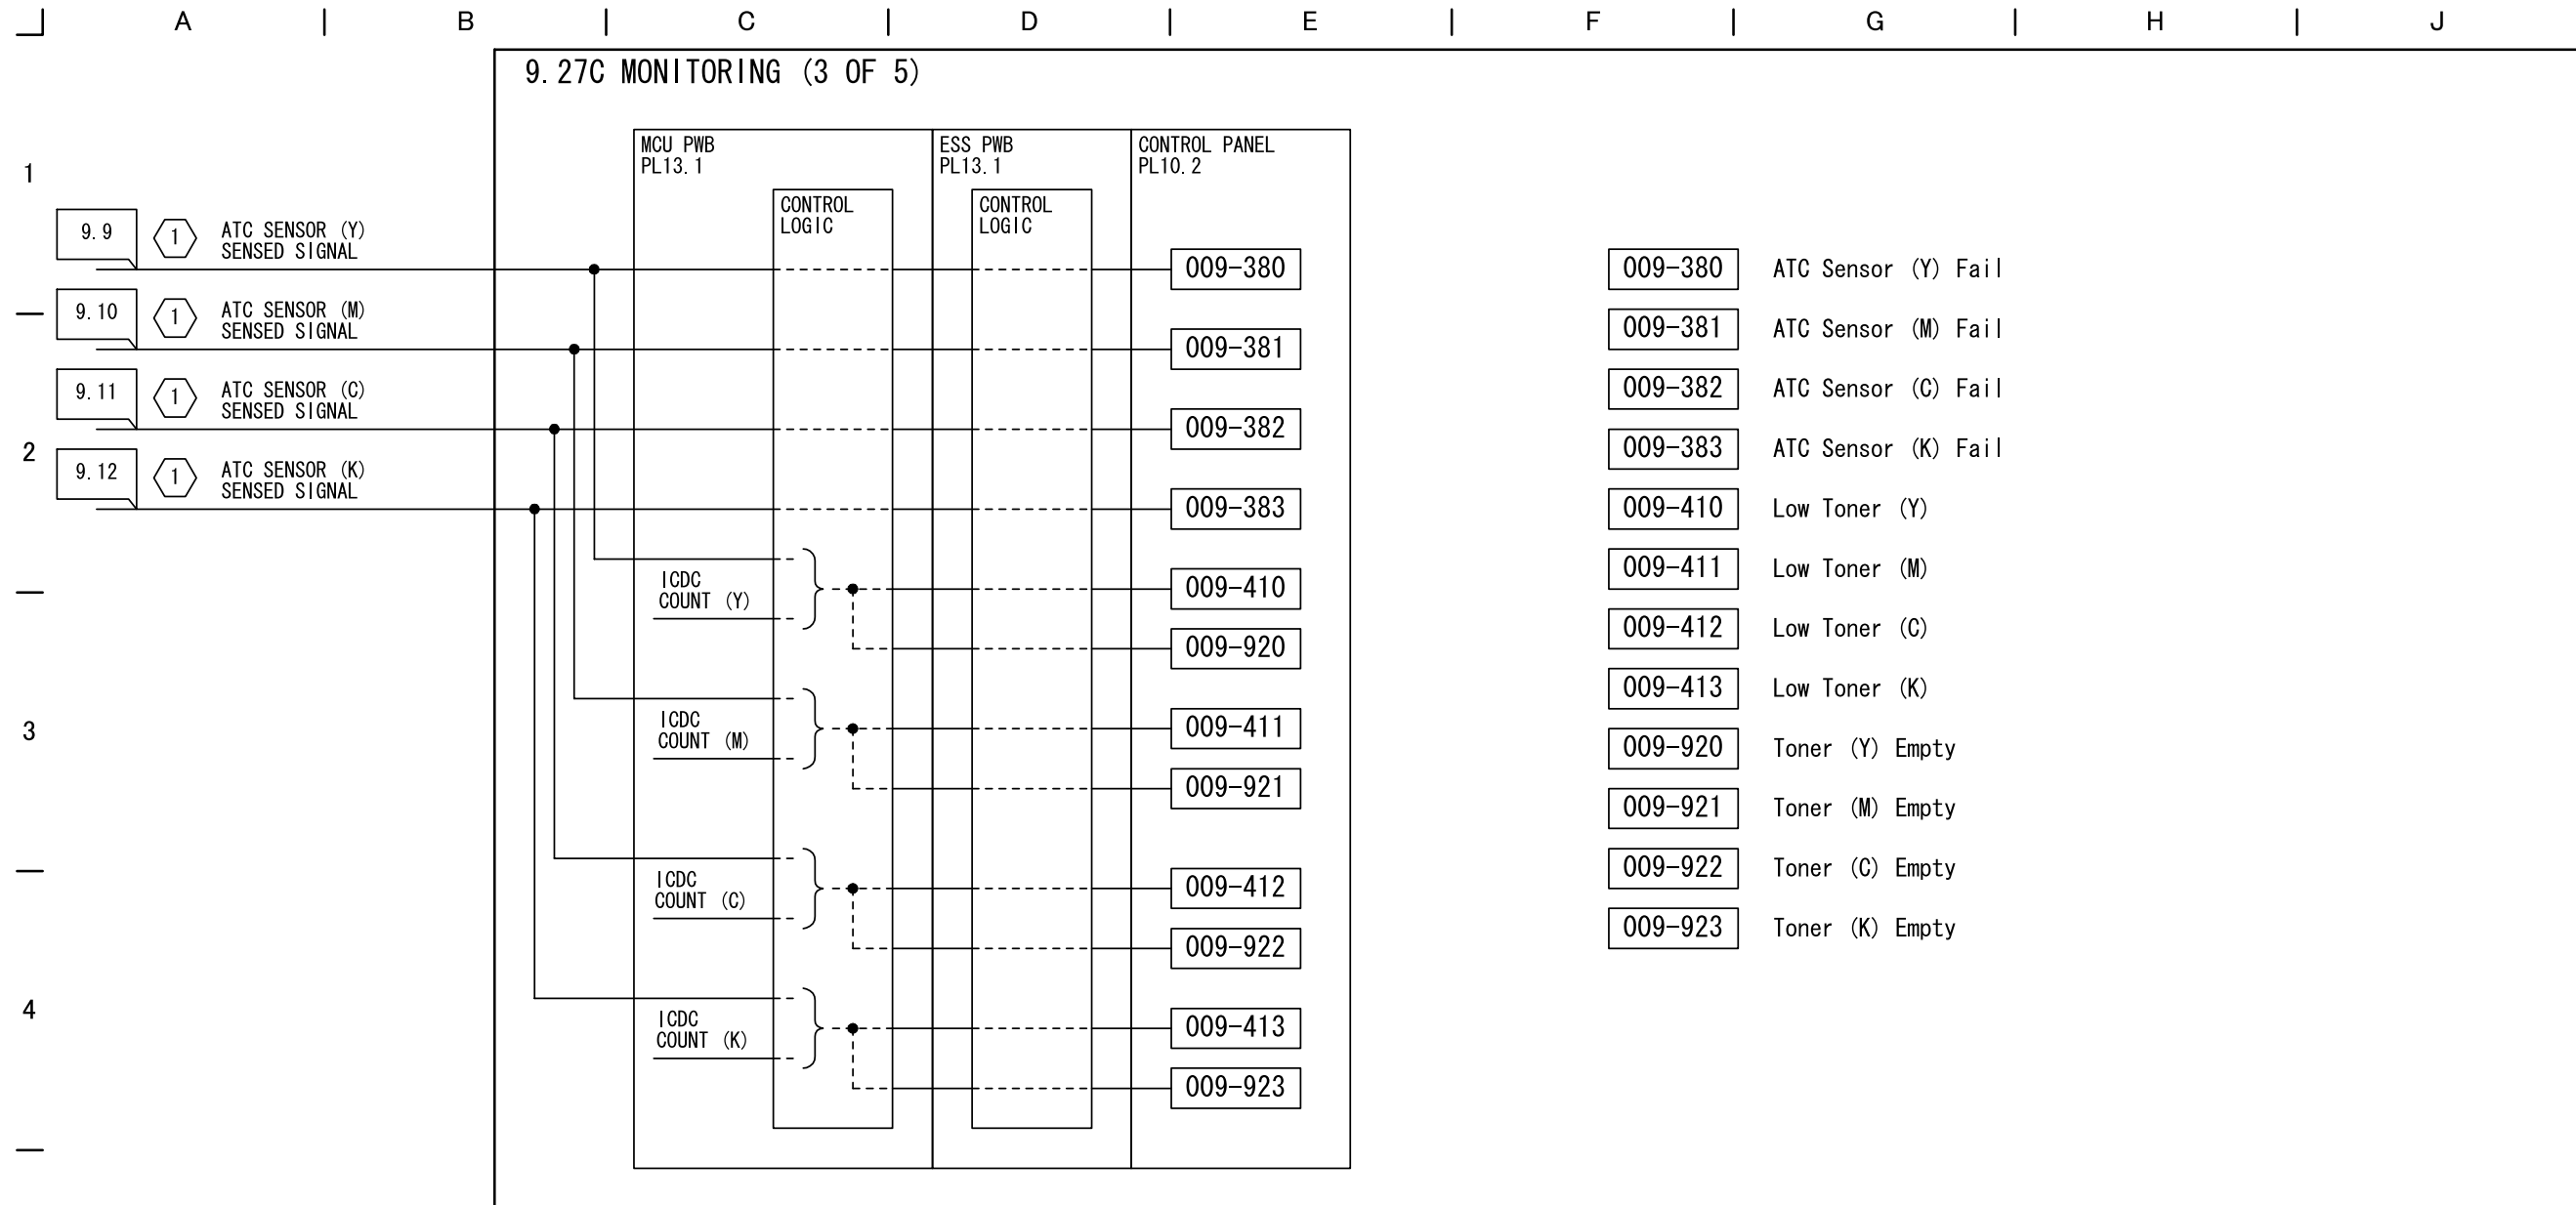 A B C D E F G H J
9.27C MONITORING (3 OF 5)
1
2
3
4
MCU PWB
PL13.1
ESS PWB
PL13.1
CONTROL PANEL
PL10.2
CONTROL
LOGIC
CONTROL
LOGIC
9.9 1 ATC SENSOR (Y)
SENSED SIGNAL
9.10 1 ATC SENSOR (M)
SENSED SIGNAL
9.11 1 ATC SENSOR (C)
SENSED SIGNAL
9.12 1 ATC SENSOR (K)
SENSED SIGNAL
ICDC
COUNT (Y)
ICDC
COUNT (M)
ICDC
COUNT (C)
ICDC
COUNT (K)
009-380
009-381
009-382
009-383
009-410
009-920
009-411
009-921
009-412
009-922
009-413
009-923
009-380 ATC Sensor (Y) Fail
009-381 ATC Sensor (M) Fail
009-382 ATC Sensor (C) Fail
009-383 ATC Sensor (K) Fail
009-410 Low Toner (Y)
009-411 Low Toner (M)
009-412 Low Toner (C)
009-413 Low Toner (K)
009-920 Toner (Y) Empty
009-921 Toner (M) Empty
009-922 Toner (C) Empty
009-923 Toner (K) Empty